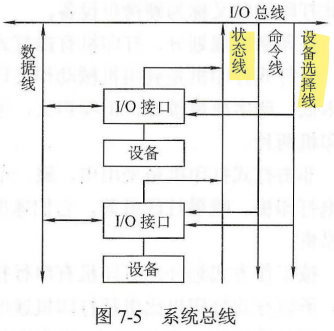 I/O 总线
数据线
状态线
命令线
设备选择线
I/O 接口
设备
I/O 接口
设备
图 7-5 系统总线